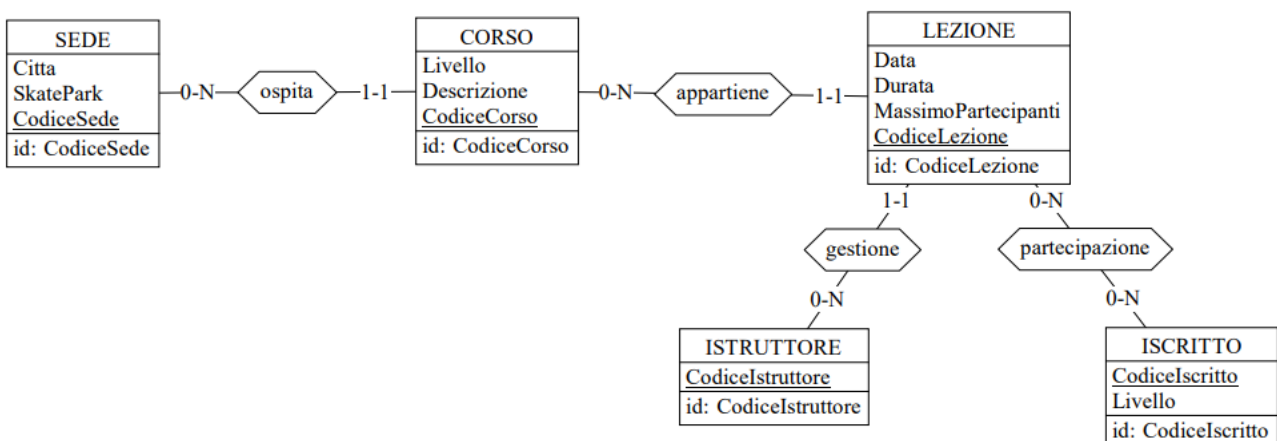 SEDE
Citta
SkatePark
CodiceSede
id: CodiceSede
0-N
ospita
1-1
CORSO
Livello
Descrizione
CodiceCorso
id: CodiceCorso
0-N
appartiene
1-1
LEZIONE
Data
Durata
MassimoPartecipanti
CodiceLezione
id: CodiceLezione
1-1
gestione
0-N
ISTRUTTORE
CodiceIstruttore
id: CodiceIstruttore
0-N
partecipazione
0-N
ISCRITTO
CodiceIscritto
Livello
id: CodiceIscritto